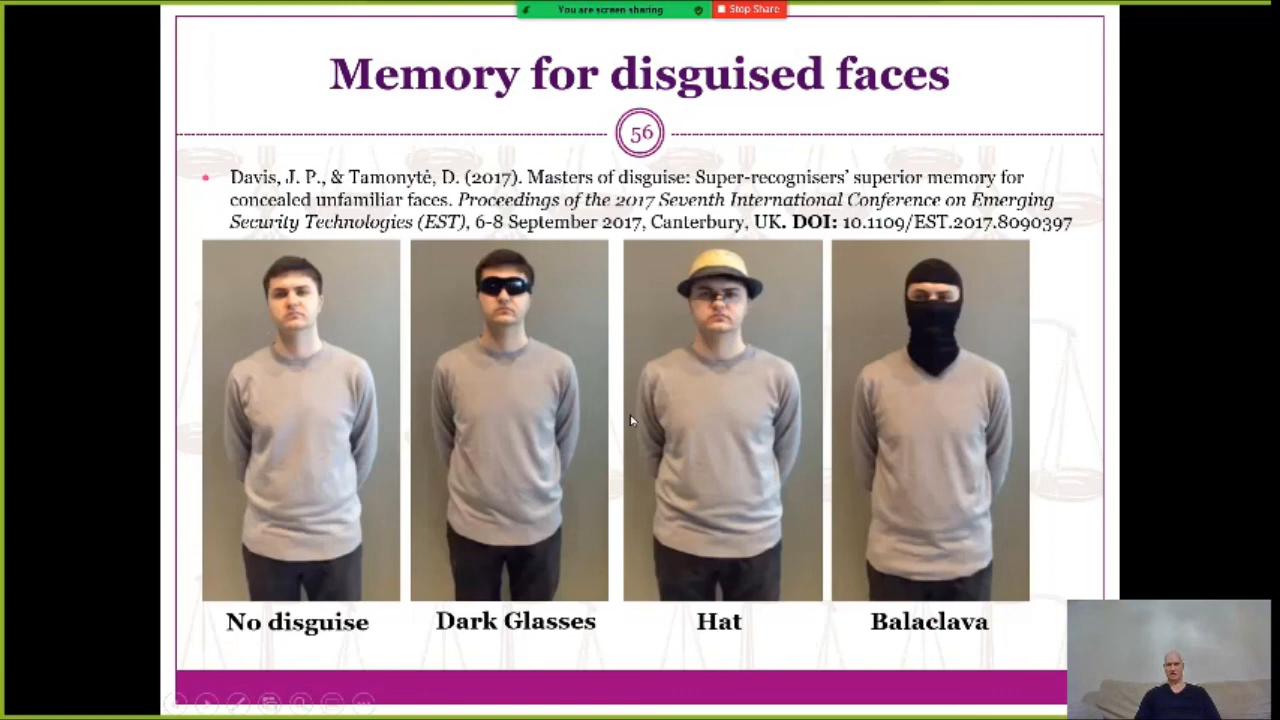 You are screen sharing
Stop Share
Memory for disguised faces
56
Davis, J. P., & Tamonytė, D. (2017). Masters of disguise: Super-recognisers’ superior memory for
concealed unfamiliar faces. Proceedings of the 2017 Seventh International Conference on Emerging
Security Technologies (EST), 6-8 September 2017, Canterbury, UK. DOI: 10.1109/EST.2017.8090397
No disguise
Dark Glasses
Hat
Balaclava